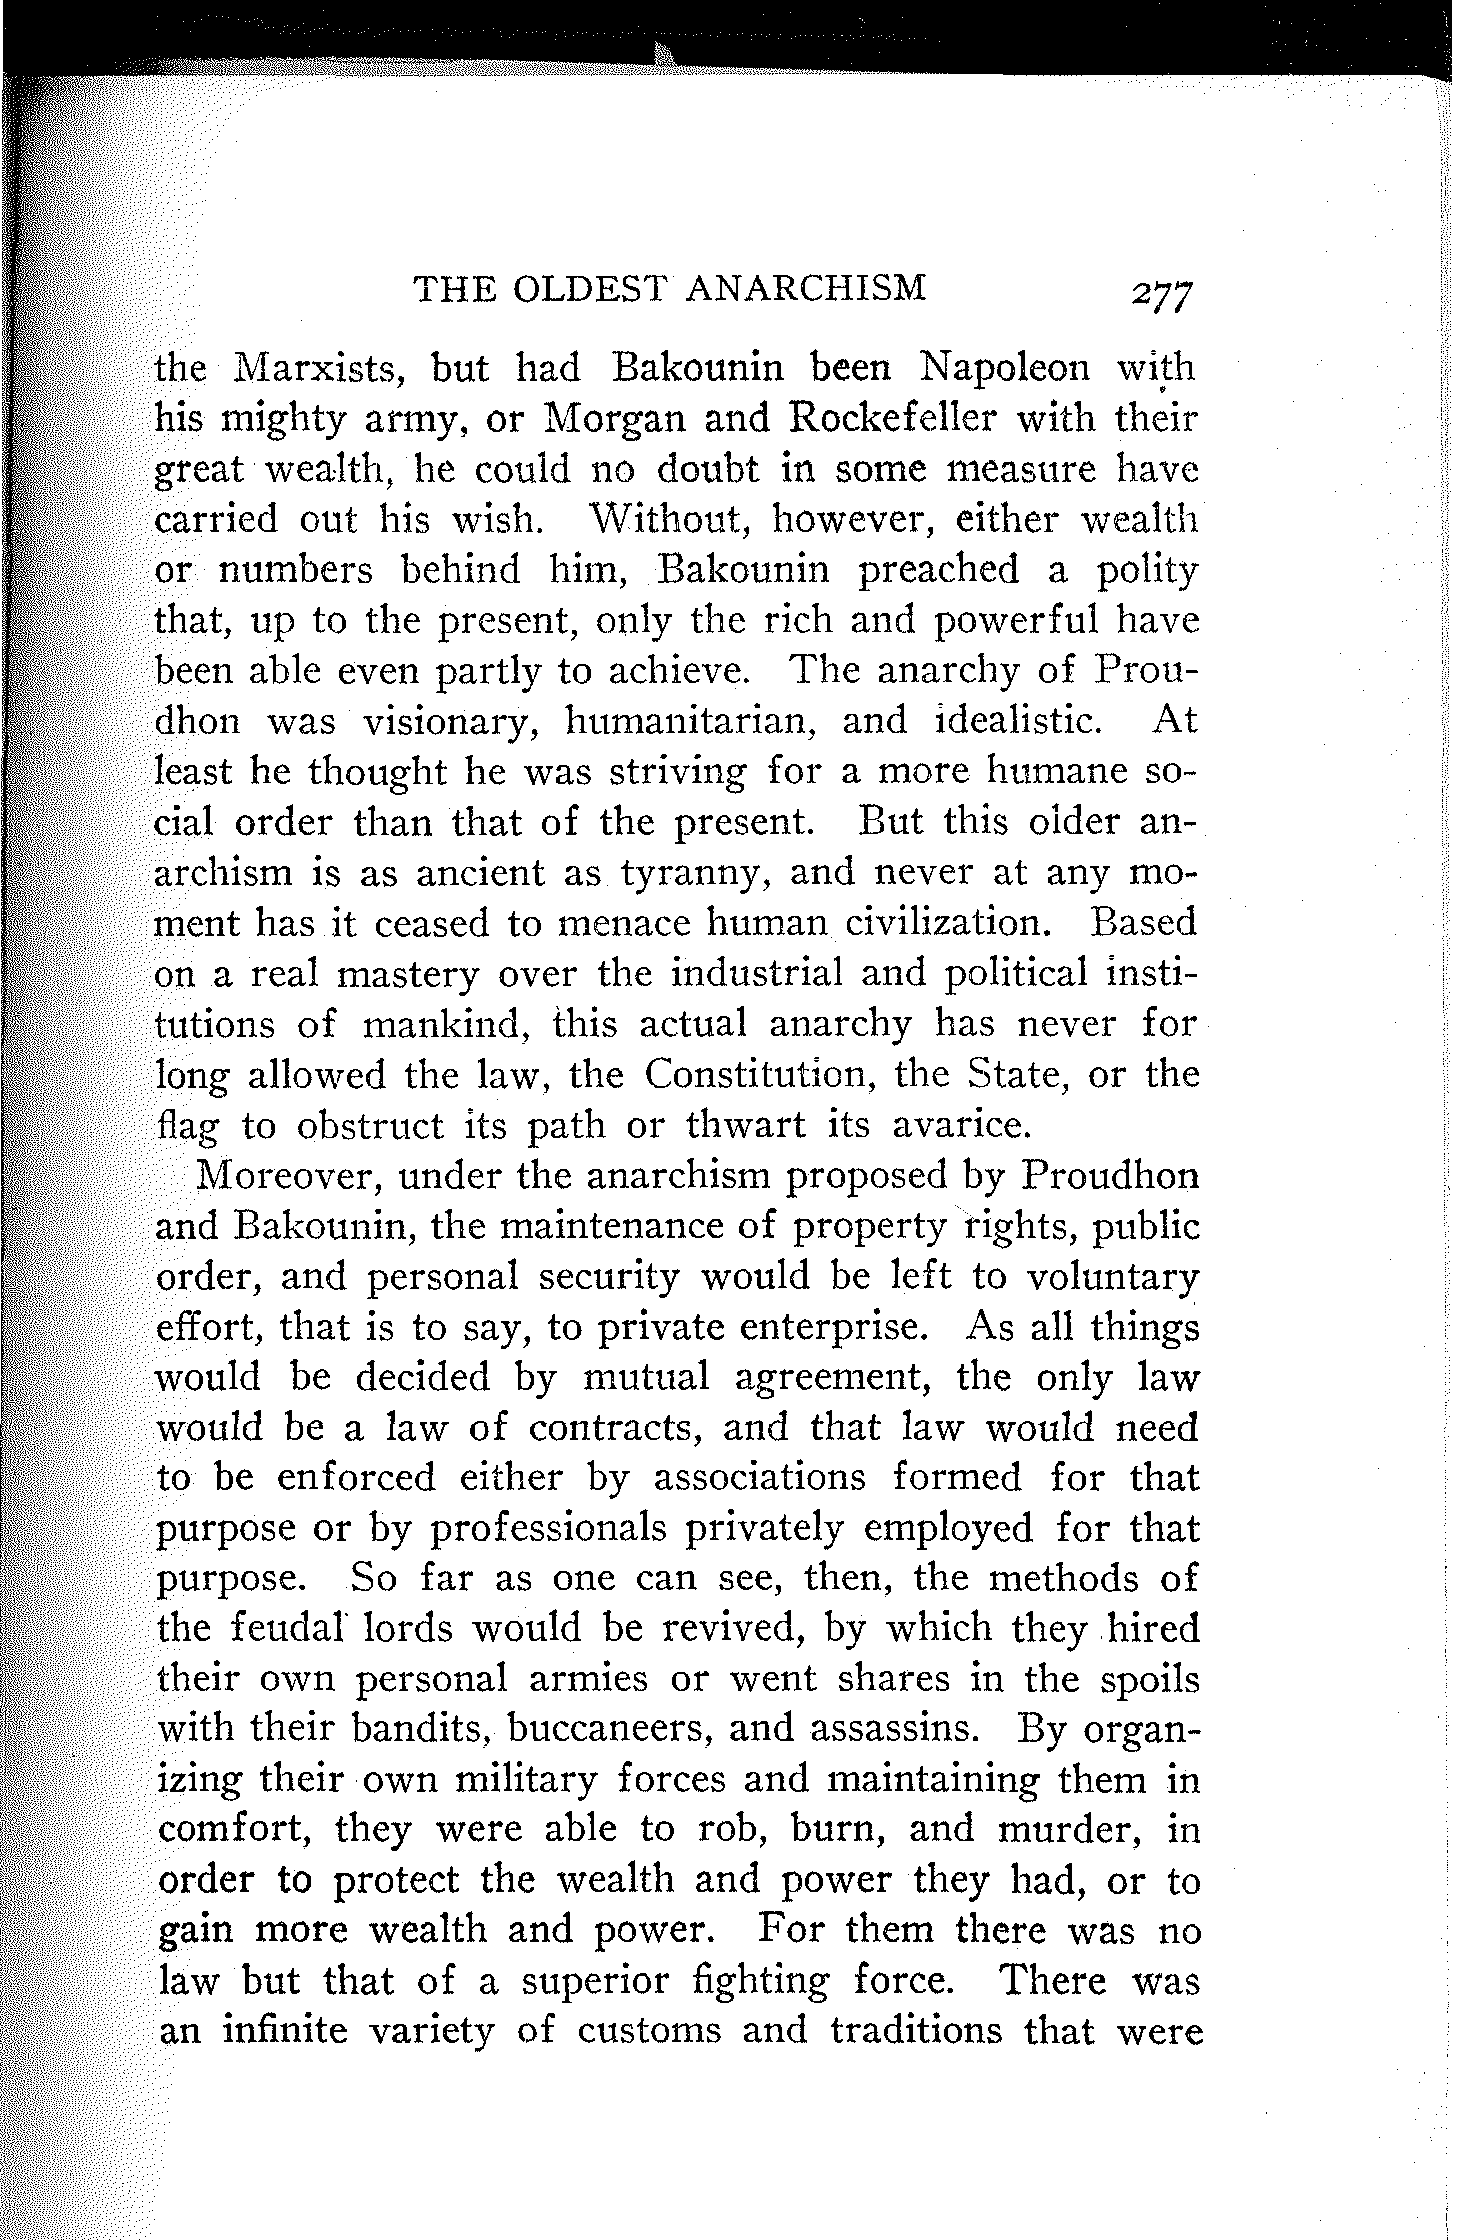 THE OLDEST ANARCHISM 277
the Marxists, but had Bakounin been Napoleon with
his mighty army, or Morgan and Rockefeller with their
great wealth, he could no doubt in some measure have
carried out his wish. Without, however, either wealth
or numbers behind him, Bakounin preached a polity
that, up to the present, only the rich and powerful have
been able even partly to achieve. The anarchy of Prou-
dhon was visionary, humanitarian, and idealistic. At
least he thought he was striving for a more humane so-
cial order than that of the present. But this older an-
archism is as ancient as tyranny, and never at any mo-
ment has it ceased to menace human civilization. Based
on a real mastery over the industrial and political insti-
tutions of mankind, this actual anarchy has never for
long allowed the law, the Constitution, the State, or the
flag to obstruct its path or thwart its avarice.
Moreover, under the anarchism proposed by Proudhon
and Bakounin, the maintenance of property rights, public
order, and personal security would be left to voluntary
effort, that is to say, to private enterprise. As all things
would be decided by mutual agreement, the only law
would be a law of contracts, and that law would need
to be enforced either by associations formed for that
purpose or by professionals privately employed for that
purpose. So far as one can see, then, the methods of
the feudal lords would be revived, by which they hired
their own personal armies or went shares in the spoils
with their bandits, buccaneers, and assassins. By organ-
izing their own military forces and maintaining them in
comfort, they were able to rob, burn, and murder, in
order to protect the wealth and power they had, or to
gain more wealth and power. For them there was no
law but that of a superior fighting force. There was
an infinite variety of customs and traditions that were